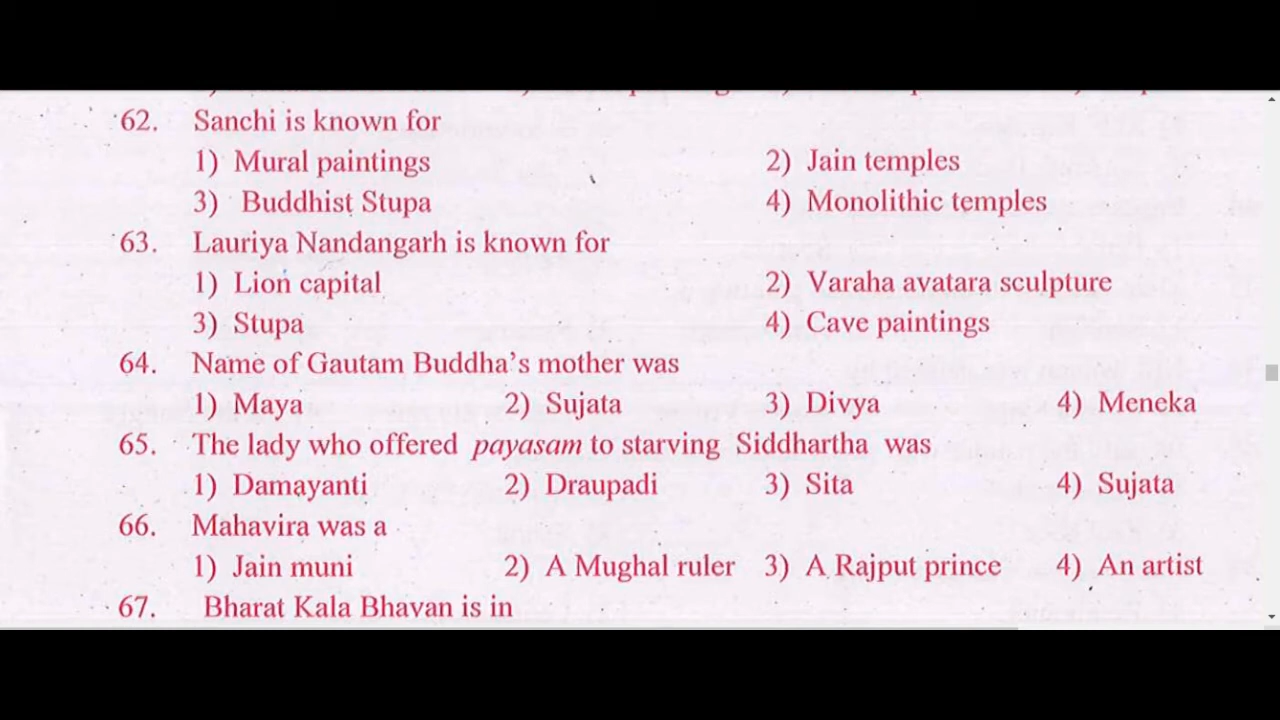 62. Sanchi is known for
1) Mural paintings 2) Jain temples
3) Buddhist Stupa 4) Monolithic temples
63. Lauriya Nandangarh is known for
1) Lion capital 2) Varaha avatara sculpture
3) Stupa 4) Cave paintings
64. Name of Gautam Buddha's mother was
1) Maya 2) Sujata 3) Divya 4) Meneka
65. The lady who offered payasam to starving Siddhartha was
1) Damayanti 2) Draupadi 3) Sita 4) Sujata
66. Mahavira was a
1) Jain muni 2) A Mughal ruler 3) A Rajput prince 4) An artist
67. Bharat Kala Bhavan is in